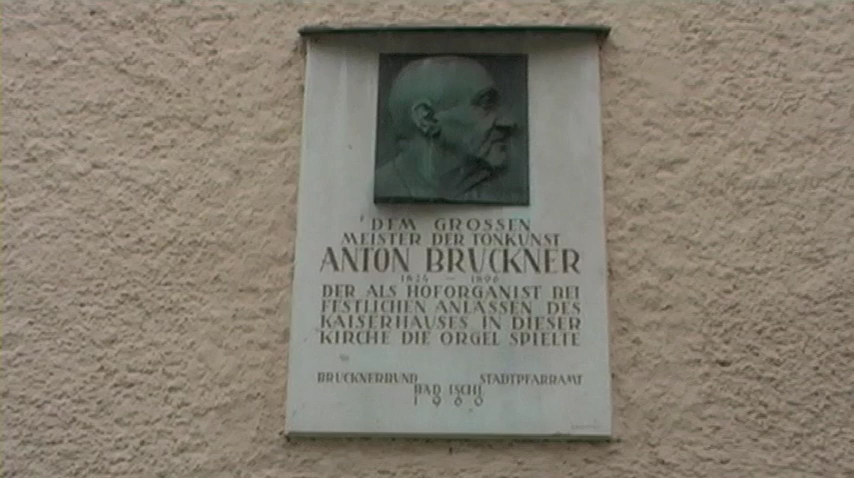 DEM GROSSEN
MEISTER DER TONKUNST
ANTON BRUCKNER
1824 – 1896
DER ALS HOFORGANIST BEI
FESTLICHEN ANLÄSSEN DES
KAISERHAUSES IN DIESER
KIRCHE DIE ORGEL SPIELTE
BRUCKNERBUND STADTPFARRAMT
BAD ISCHL
1960